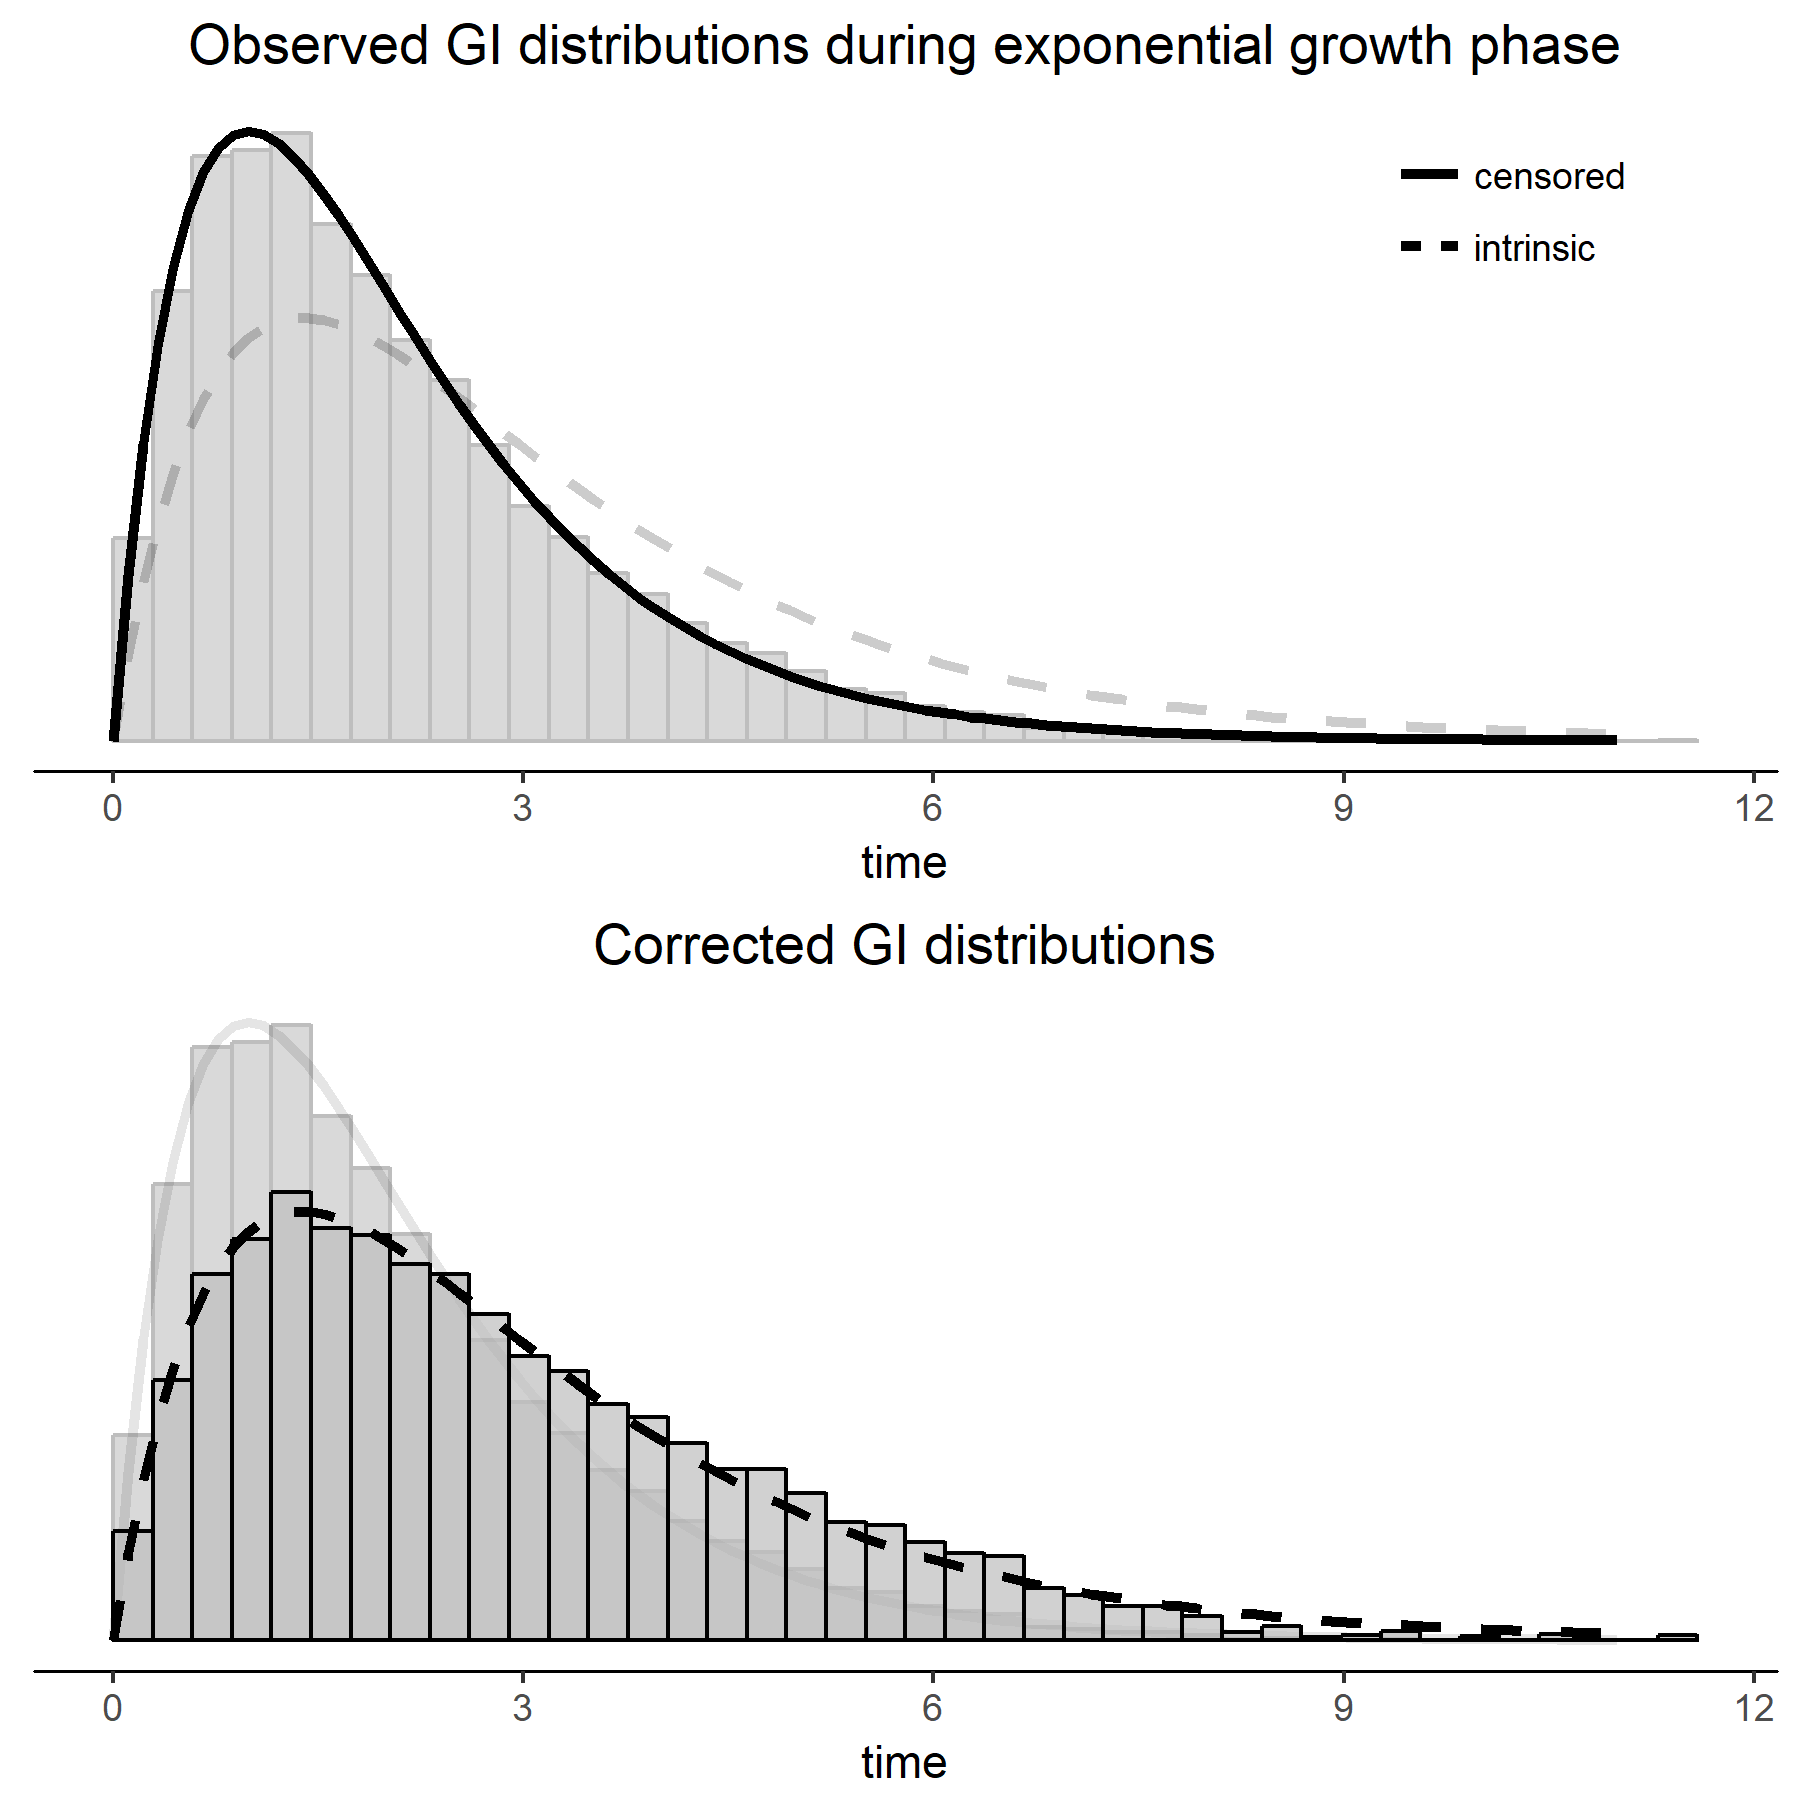 Observed GI distributions during exponential growth phase
censored
intrinsic
0 3 6 9 12
time
Corrected GI distributions
0 3 6 9 12
time